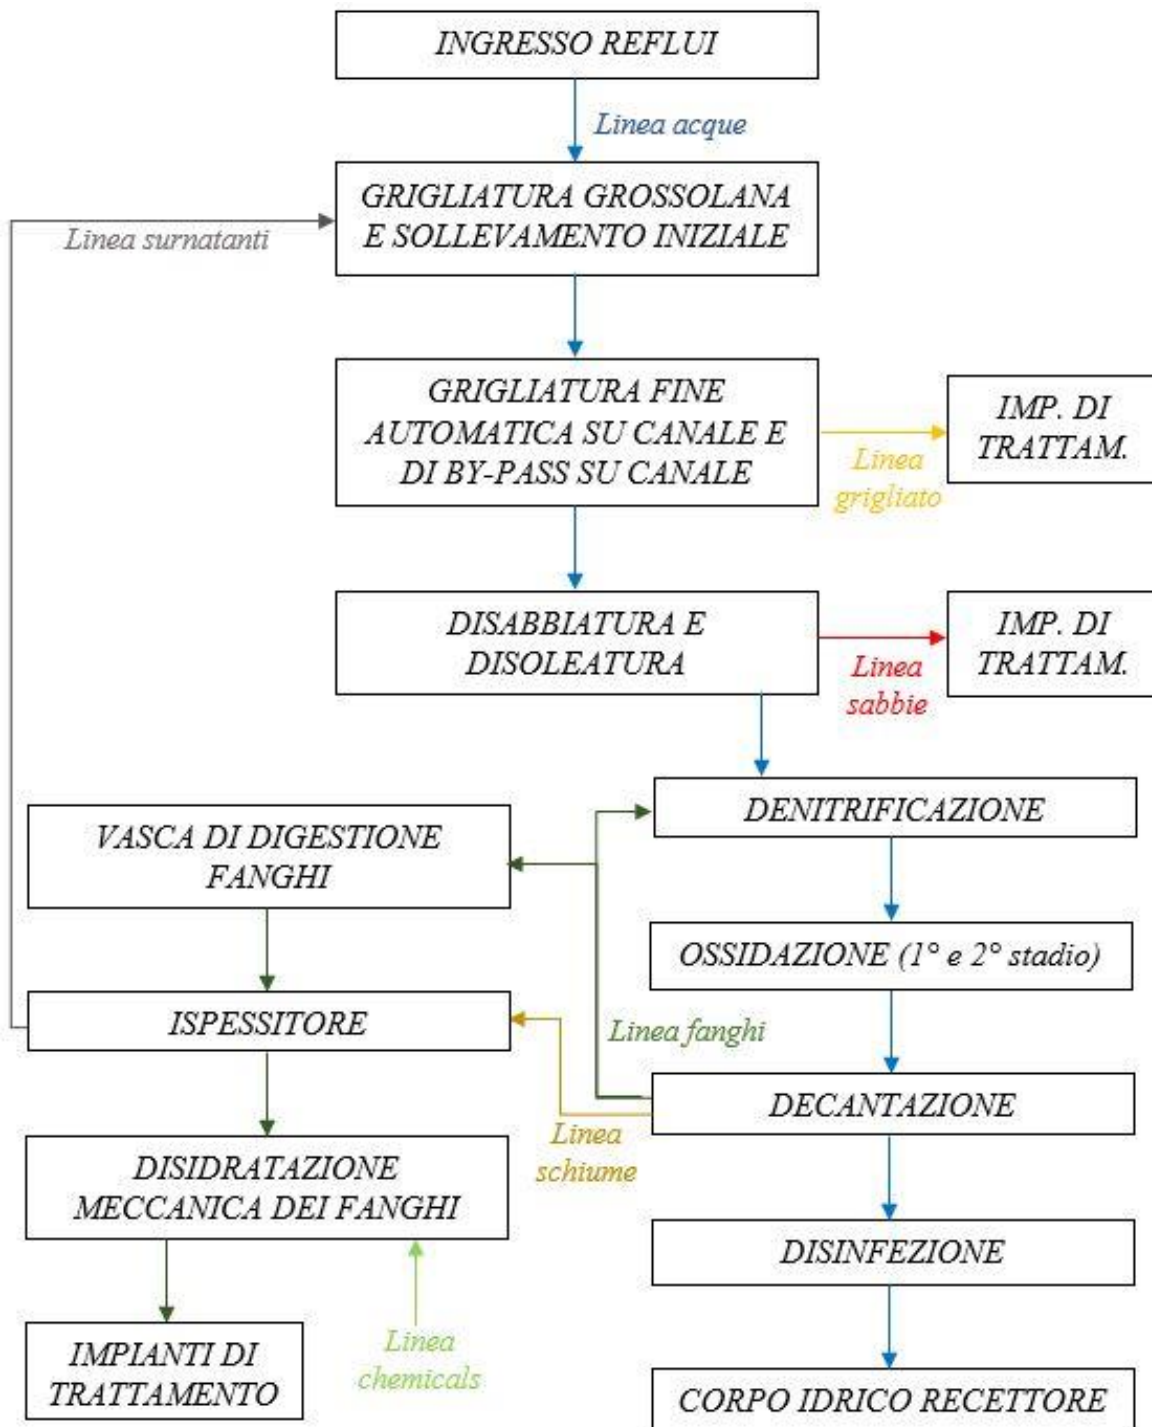 INGRESSO REFLUI
Linea acque
GRIGLIATURA GROSSOLANA
E SOLLEVAMENTO INIZIALE
Linea surnatanti
GRIGLIATURA FINE
AUTOMATICA SU CANALE E
DI BY-PASS SU CANALE
Linea
grigliato
IMP. DI
TRATTAM.
DISABBIATURA E
DISOLEATURA
Linea
sabbie
IMP. DI
TRATTAM.
DENITRIFICAZIONE
VASCA DI DIGESTIONE
FANGHI
OSSIDAZIONE (1° e 2° stadio)
ISPESSITORE
Linea fanghi
DECANTAZIONE
Linea
schiume
DISIDRATAZIONE
MECCANICA DEI FANGHI
DISINFEZIONE
Linea
chemicals
IMPIANTI DI
TRATTAMENTO
CORPO IDRICO RECETTORE